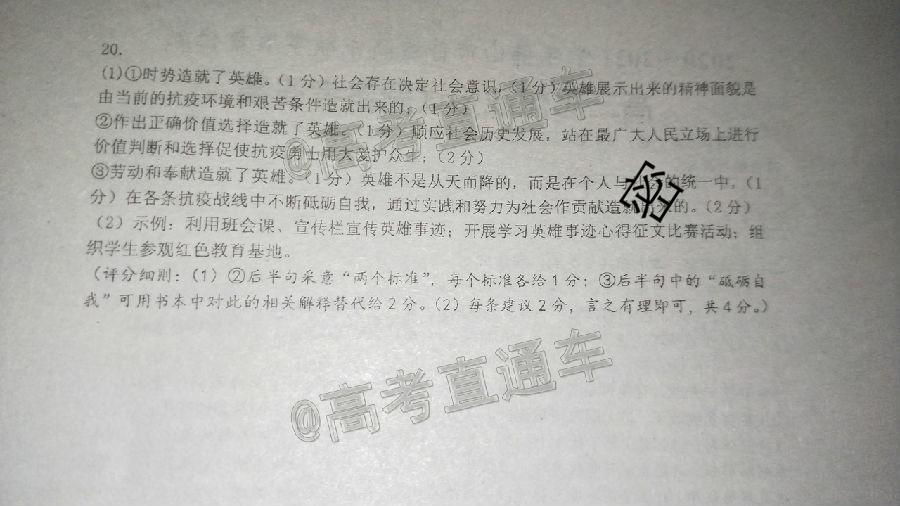 20.
(1)①时势造就了英雄。(1分)社会存在决定社会意识，(1分)英雄展示出来的精神面貌是
由当前的抗疫环境和艰苦条件造就出来的，(1分)
②作出正确价值选择造就了英雄。(1分)顺应社会历史发展，站在最广大人民立场上进行
价值判断和选择促使抗疫勇士用大爱护众生；(2分)
③劳动和奉献造就了英雄。(1分)英雄不是从天而降的，而是在个人与 的统一中，(1
分)在各条抗疫战线中不断砥砺自我，通过实践和努力为社会作贡献造就 来的。(2分)
(2)示例：利用班会课、宣传栏宣传英雄事迹；开展学习英雄事迹心得征文比赛活动；组
织学生参观红色教育基地。
(评分细则：(1)②后半句采意“两个标准”，每个标准各给1分；③后半句中的“砥砺自
我”可用书本中对此的相关解释替代给2分。(2)每条建议2分，言之有理即可，共4分。)
@高考直通车
@高考直通车